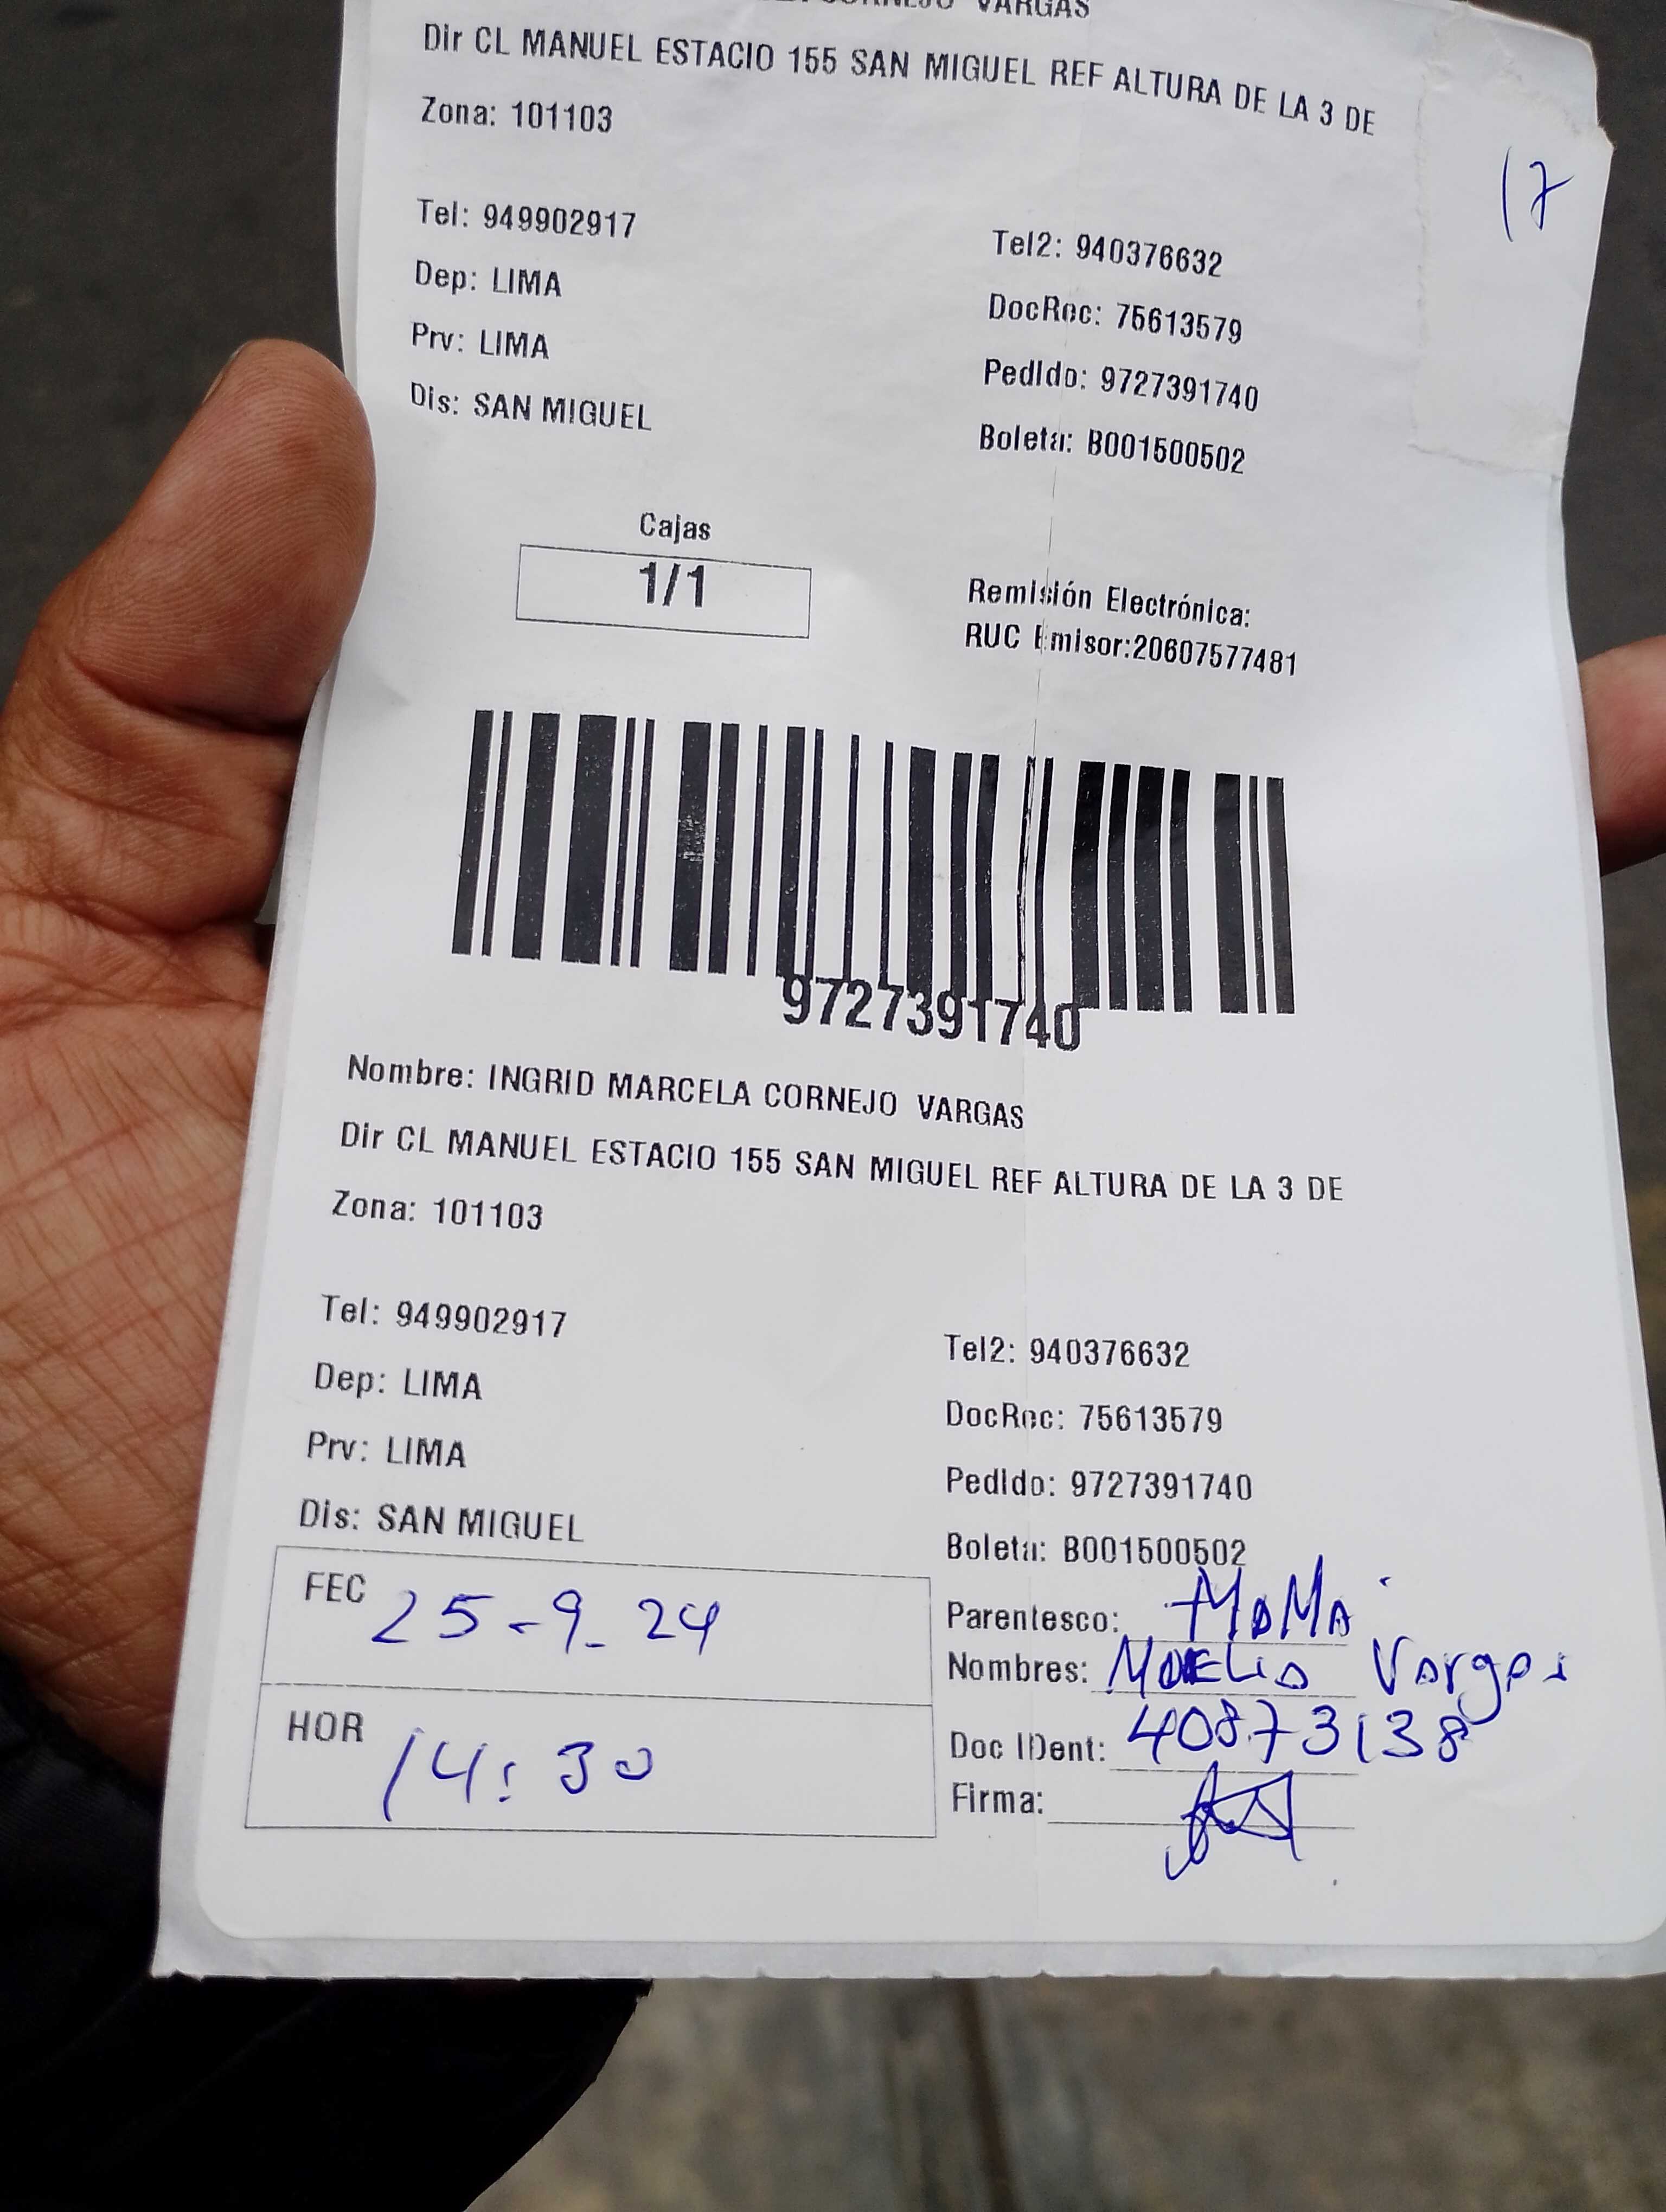 CORNEJO VARGAS
Dir CL MANUEL ESTACIO 155 SAN MIGUEL REF ALTURA DE LA 3 DE
Zona: 101103
17
Tel: 949902917
Tel2: 940376632
Dep: LIMA
DocRec: 75613579
Prv: LIMA
Pedido: 9727391740
Dis: SAN MIGUEL
Boleta: B001500502
Cajas
1/1
Remisión Electrónica:
RUC Emisor:20607577481
9727391740
Nombre: INGRID MARCELA CORNEJO VARGAS
Dir CL MANUEL ESTACIO 155 SAN MIGUEL REF ALTURA DE LA 3 DE
Zona: 101103
Tel: 949902917
Tel2: 940376632
Dep: LIMA
DocRec: 75613579
Prv: LIMA
Pedido: 9727391740
Dis: SAN MIGUEL
Boleta: B001500502
FEC 25-9-24
Parentesco: MAMA
Nombres: Vargas
HOR 14:30
Doc IDent: 40873138
Firma: